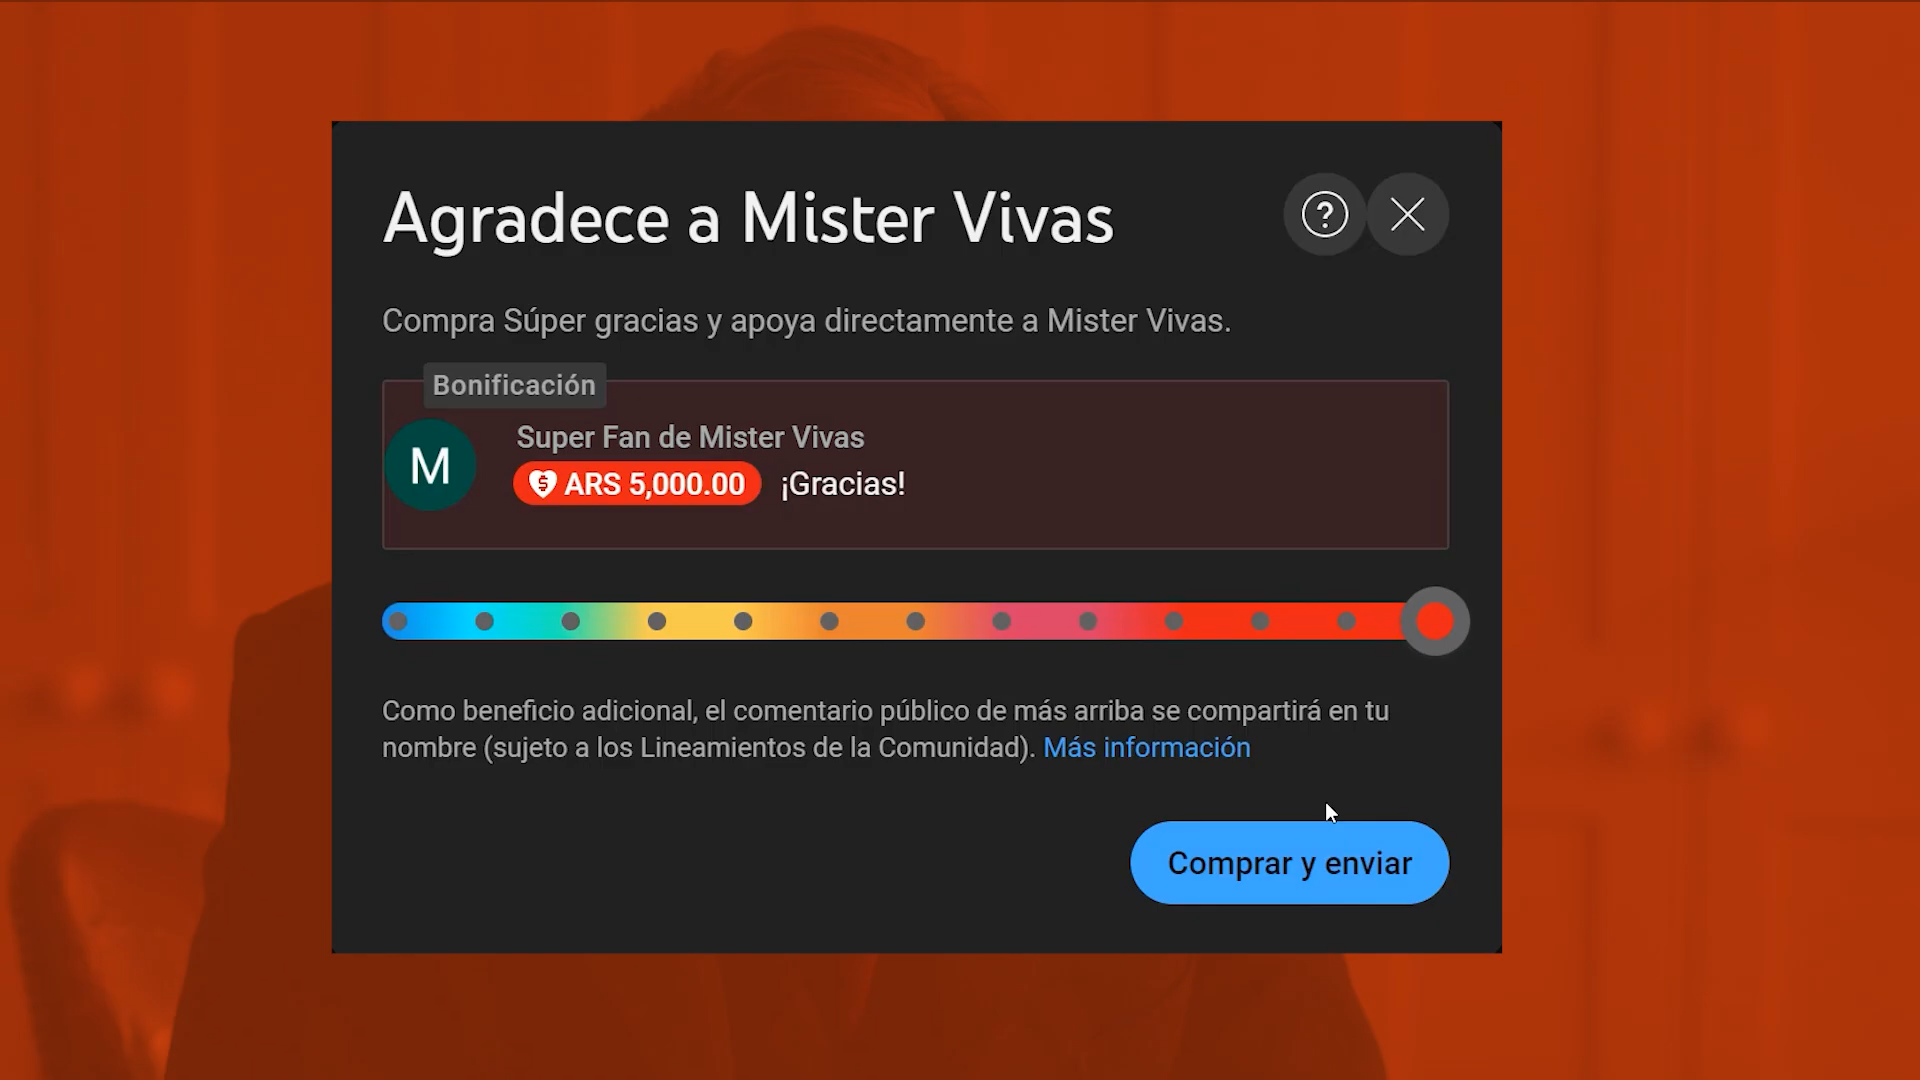 Agradece a Mister Vivas
Compra Súper gracias y apoya directamente a Mister Vivas.
Bonificación
M
Super Fan de Mister Vivas
ARS 5,000.00 ¡Gracias!
Como beneficio adicional, el comentario público de más arriba se compartirá en tu
nombre (sujeto a los Lineamientos de la Comunidad). Más información
Comprar y enviar